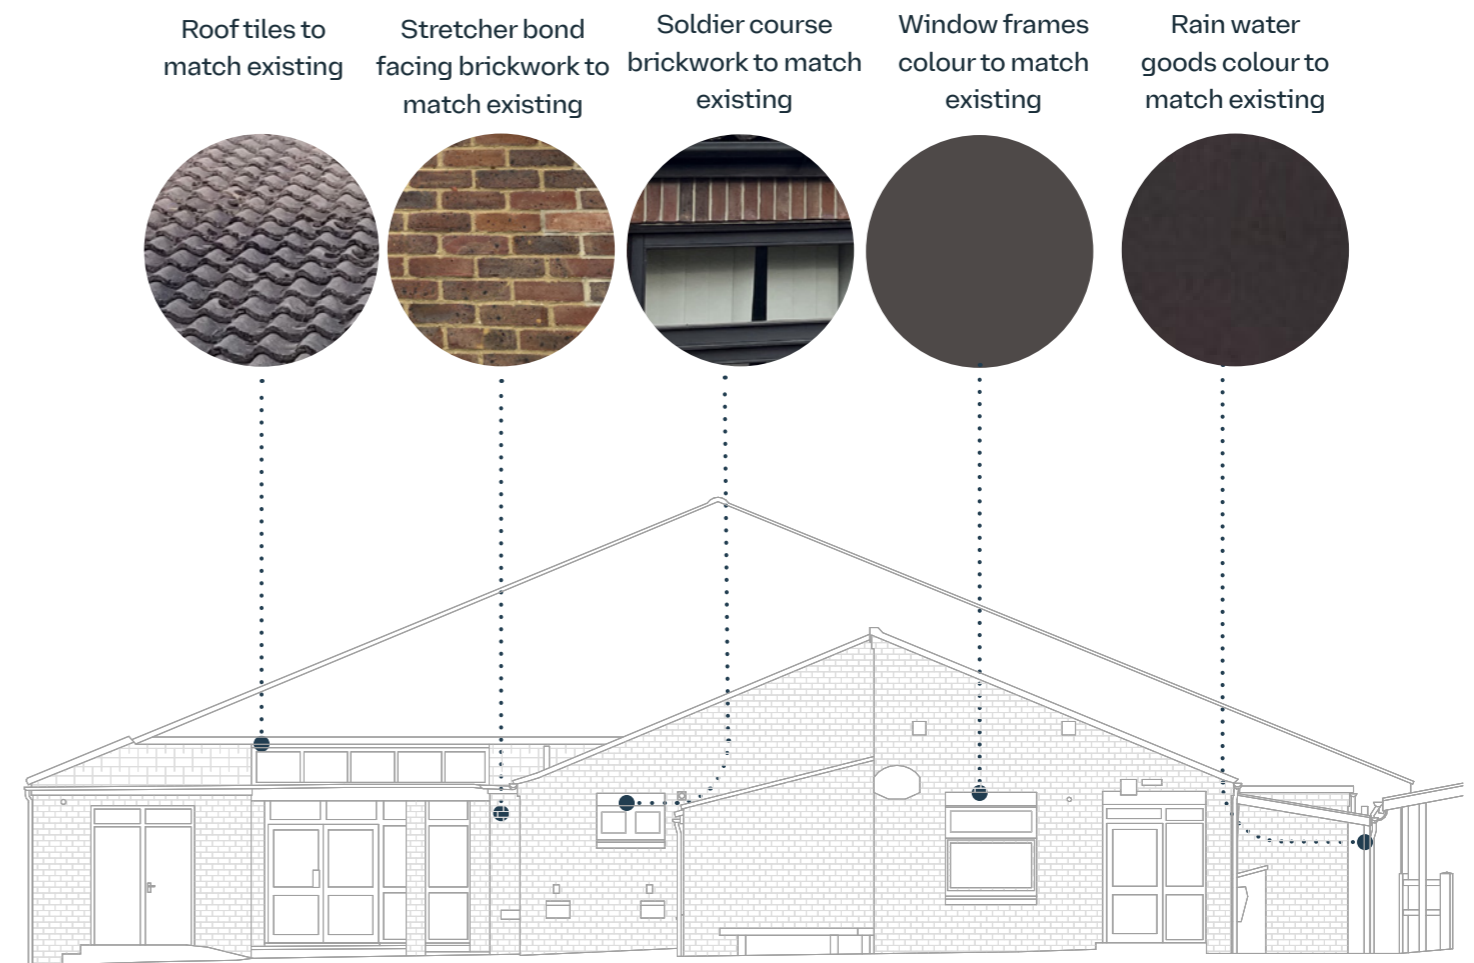 Roof tiles to
match existing
Stretcher bond
facing brickwork to
match existing
Soldier course
brickwork to match
existing
Window frames
colour to match
existing
Rain water
goods colour to
match existing